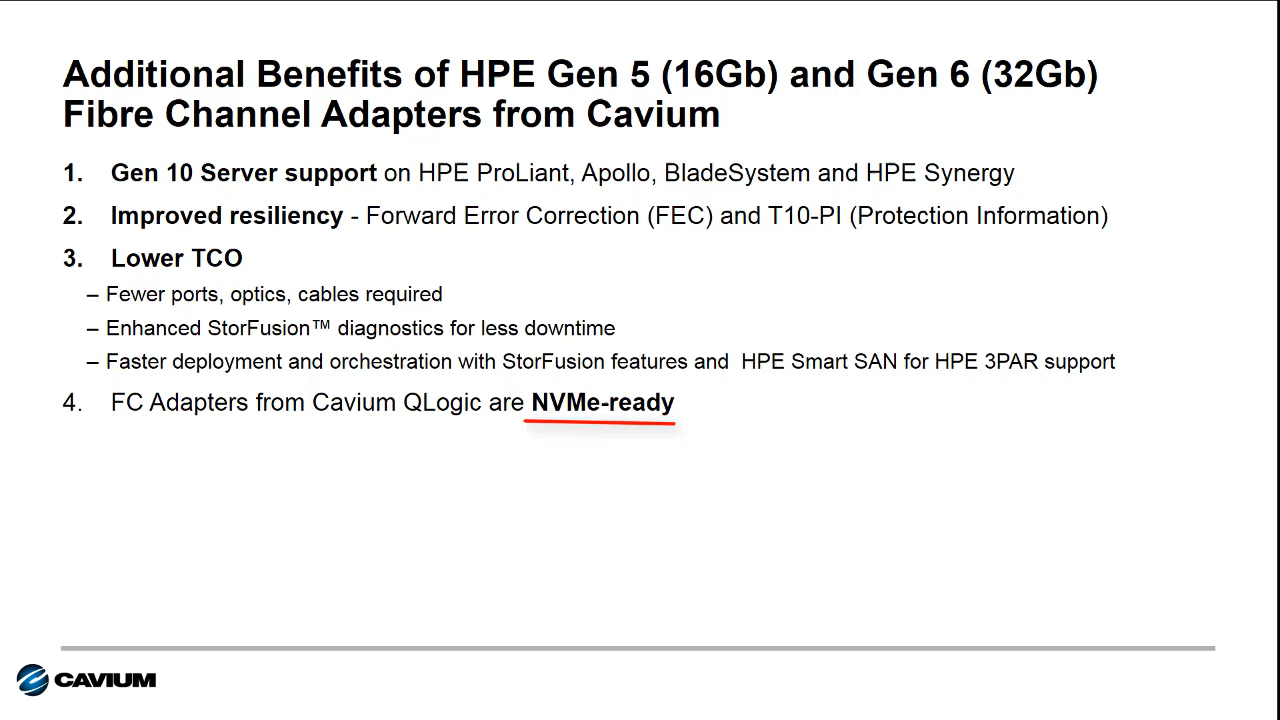 Additional Benefits of HPE Gen 5 (16Gb) and Gen 6 (32Gb)
Fibre Channel Adapters from Cavium
1. Gen 10 Server support on HPE ProLiant, Apollo, BladeSystem and HPE Synergy
2. Improved resiliency - Forward Error Correction (FEC) and T10-PI (Protection Information)
3. Lower TCO
– Fewer ports, optics, cables required
– Enhanced StorFusion™ diagnostics for less downtime
– Faster deployment and orchestration with StorFusion features and  HPE Smart SAN for HPE 3PAR support
4. FC Adapters from Cavium QLogic are NVMe-ready
CAVIUM